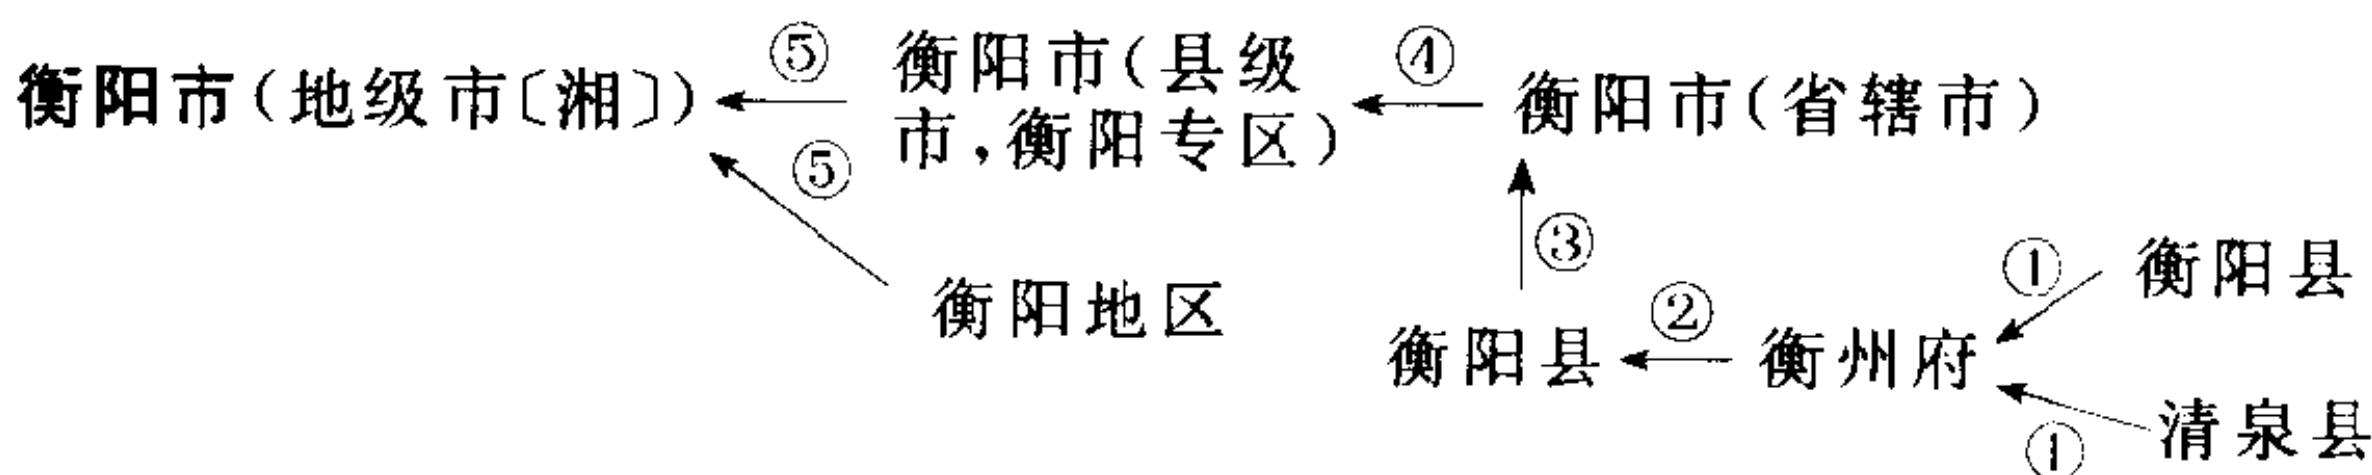 ⑤
衡阳市(县级
④
衡阳市(地级市〔湘〕)
衡阳市(省辖市)
市,衡阳专区)
⑤
③
①
衡阳县
衡阳地区
②
衡阳县
衡州府
清泉县
①